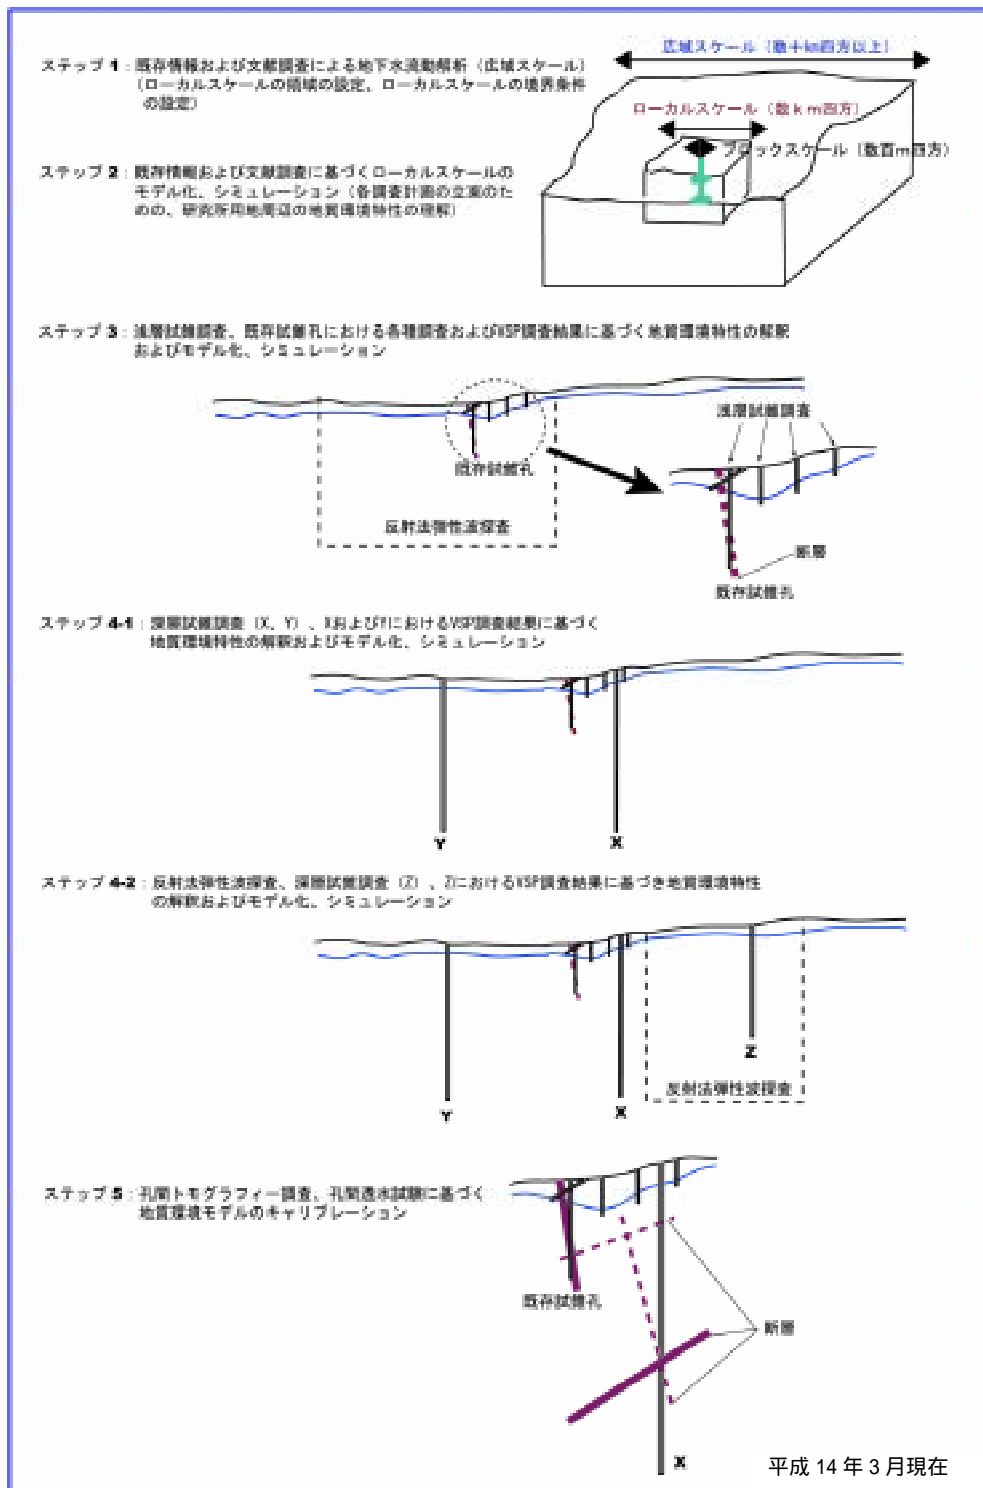 広域スケール（数十km四方以上）
ステップ 1：既存情報および文献調査による地下水流動解析（広域スケール）
（ローカルスケールの領域の設定、ローカルスケールの境界条件
の設定）
ローカルスケール（数ｋｍ四方）
ブロックスケール（数百m四方）
ステップ 2：既存情報および文献調査に基づくローカルスケールの
モデル化、シミュレーション（各調査計画の立案のた
めの、研究所用地周辺の地質環境特性の理解）
ステップ 3：浅層試錐調査、既存試錐孔における各種調査およびVSP調査結果に基づく地質環境特性の解釈
およびモデル化、シミュレーション
浅層試錐調査
既存試錐孔
反射法弾性波探査
断層
既存試錐孔
ステップ 4-1：深層試錐調査（X、Y）、XおよびYにおけるVSP調査結果に基づく
地質環境特性の解釈およびモデル化、シミュレーション
Y
X
ステップ 4-2：反射法弾性波探査、深層試錐調査（Z）、ZにおけるVSP調査結果に基づき地質環境特性
の解釈およびモデル化、シミュレーション
Z
反射法弾性波探査
Y
X
ステップ 5：孔間トモグラフィー調査、孔間透水試験に基づく
地質環境モデルのキャリブレーション
既存試錐孔
断層
X
平成 14 年 3 月現在